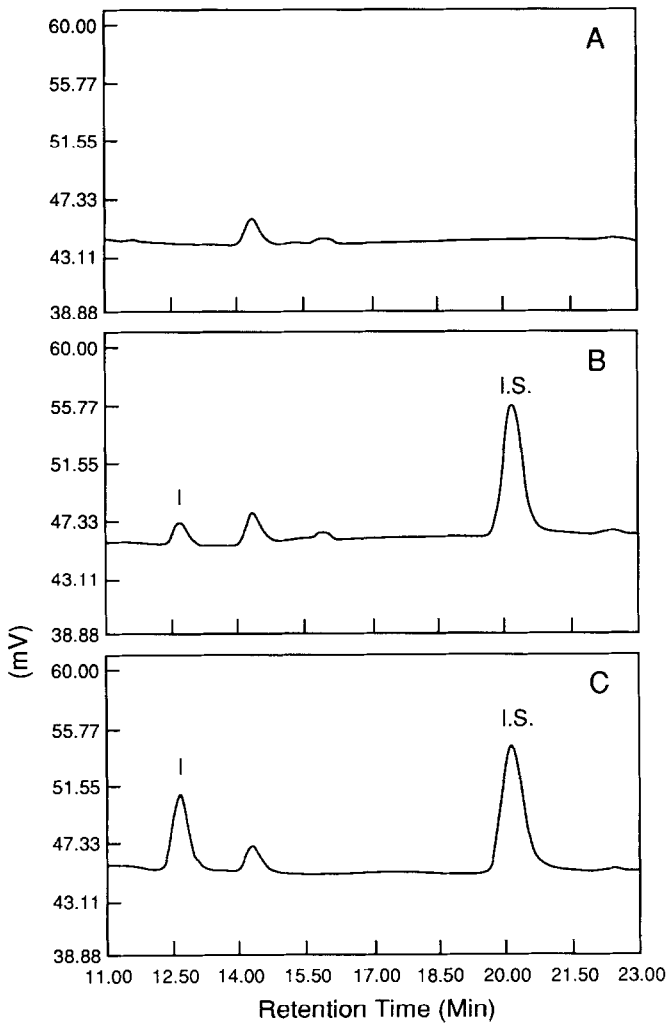 A
60.00
55.77
51.55
47.33
43.11
38.88
B
60.00
I.S.
55.77
51.55
I
47.33
43.11
38.88
(mV)
C
60.00
I.S.
55.77
I
51.55
47.33
43.11
38.88
11.00 12.50 14.00 15.50 17.00 18.50 20.00 21.50 23.00
Retention Time (Min)